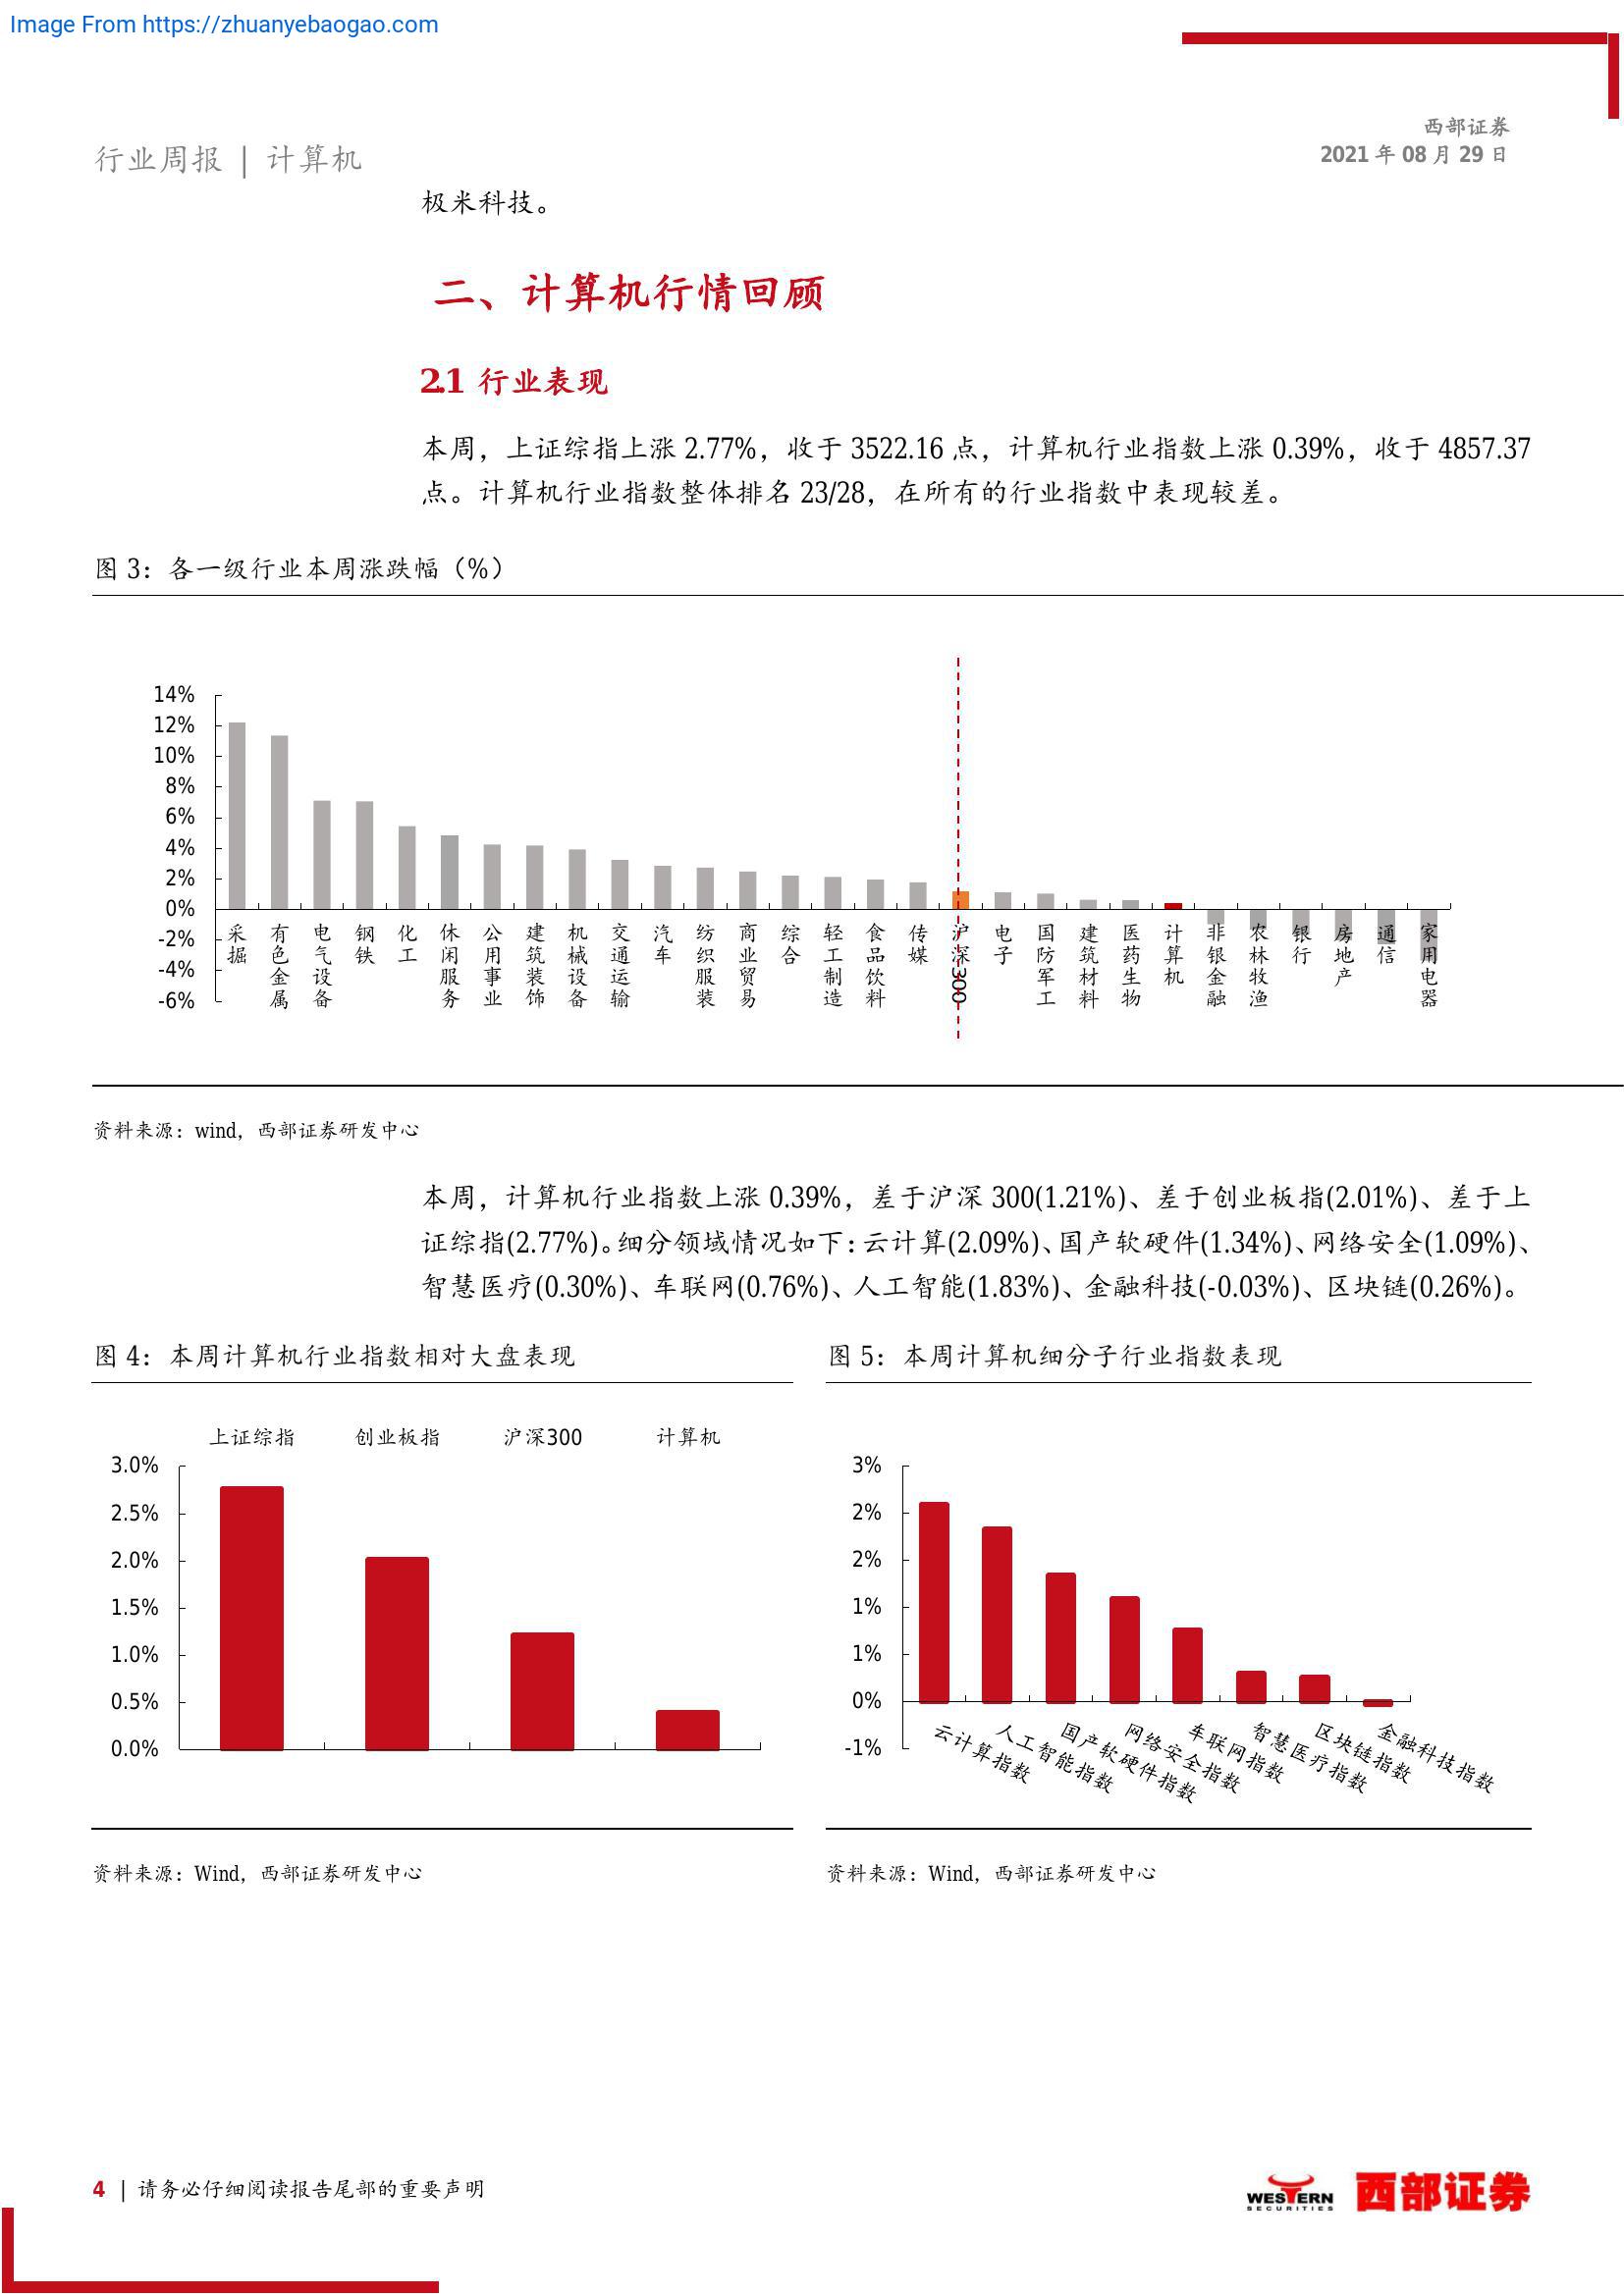 Image From https://zhuanyebaogao.com
西部证券
2021 年 08 月 29 日
行业周报 | 计算机
极米科技。
二、计算机行情回顾
2.1 行业表现
本周，上证综指上涨 2.77%，收于 3522.16 点，计算机行业指数上涨 0.39%，收于 4857.37
点。计算机行业指数整体排名 23/28，在所有的行业指数中表现较差。
图 3：各一级行业本周涨跌幅（%）
14%
12%
10%
8%
6%
4%
2%
0%
-2%
-4%
-6%
采掘
有色金属
电气设备
钢铁
化工
休闲服务
公用事业
建筑装饰
机械设备
交通运输
汽车
纺织服装
商业贸易
综合
轻工制造
食品饮料
传媒
沪深300
电子
国防军工
建筑材料
医药生物
计算机
非银金融
农林牧渔
银行
房地产
通信
家用电器
资料来源：wind，西部证券研发中心
本周，计算机行业指数上涨 0.39%，差于沪深 300(1.21%)、差于创业板指(2.01%)、差于上
证综指(2.77%)。细分领域情况如下：云计算(2.09%)、国产软硬件(1.34%)、网络安全(1.09%)、
智慧医疗(0.30%)、车联网(0.76%)、人工智能(1.83%)、金融科技(-0.03%)、区块链(0.26%)。
图 4：本周计算机行业指数相对大盘表现
上证综指 创业板指 沪深300 计算机
3.0%
2.5%
2.0%
1.5%
1.0%
0.5%
0.0%
资料来源：Wind，西部证券研发中心
图 5：本周计算机细分子行业指数表现
3%
2%
2%
1%
1%
0%
-1%
云计算指数
人工智能指数
国产软硬件指数
网络安全指数
车联网指数
智慧医疗指数
区块链指数
金融科技指数
资料来源：Wind，西部证券研发中心
4 | 请务必仔细阅读报告尾部的重要声明
WESTERN
SECURITIES
西部证券